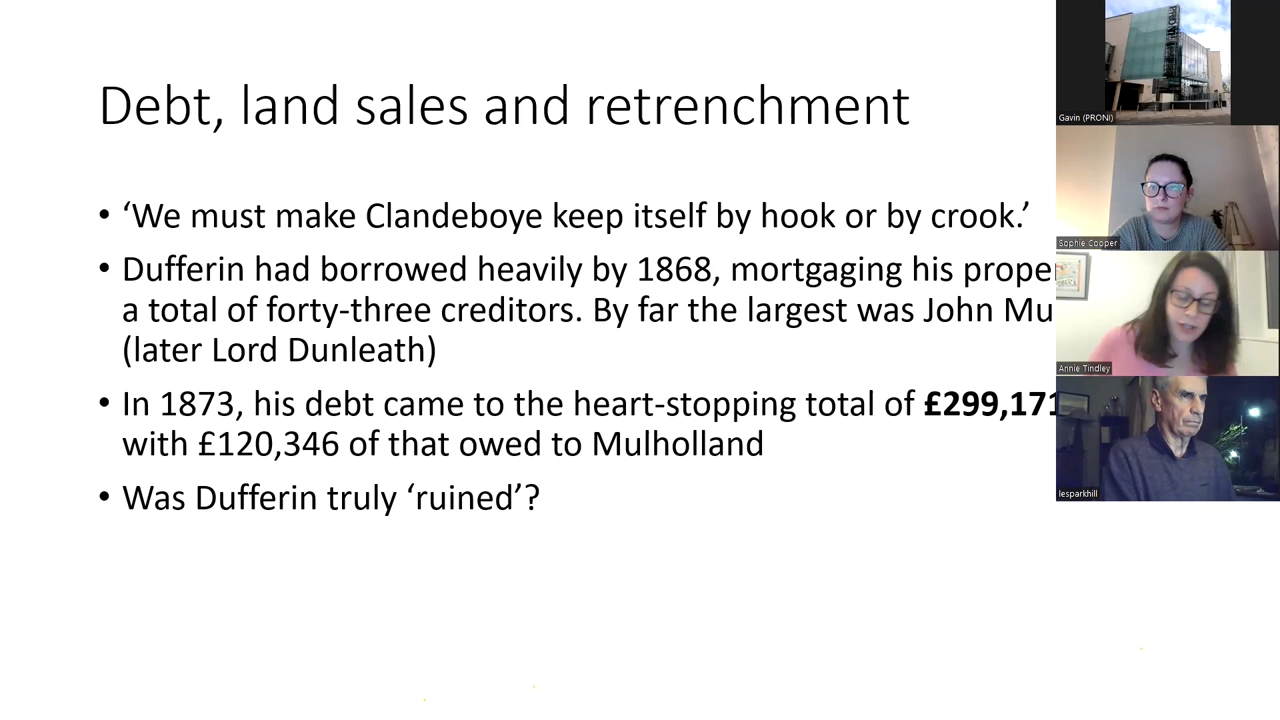 Debt, land sales and retrenchment
• ‘We must make Clandeboye keep itself by hook or by crook.’
• Dufferin had borrowed heavily by 1868, mortgaging his
a total of forty-three creditors. By far the largest was John
(later Lord Dunleath)
• In 1873, his debt came to the heart-stopping total of £299,171
with £120,346 of that owed to Mulholland
• Was Dufferin truly ‘ruined’?
PRONI
Gavin (PRONI)
Sophie Cooper
Annie Tindley
lesparkhill